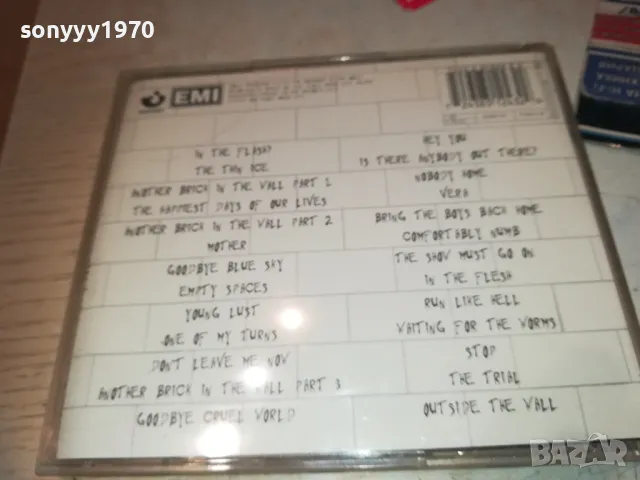 sonyyy1970
EMI
IN THE FLESH?
THE THIN ICE
ANOTHER BRICK IN THE WALL PART 1
THE HAPPIEST DAYS OF OUR LIVES
ANOTHER BRICK IN THE WALL PART 2
MOTHER
GOODBYE BLUE SKY
EMPTY SPACES
YOUNG LUST
ONE OF MY TURNS
DON'T LEAVE ME NOW
ANOTHER BRICK IN THE WALL PART 3
GOODBYE CRUEL WORLD
HEY YOU
IS THERE ANYBODY OUT THERE?
NOBODY HOME
VERA
BRING THE BOYS BACK HOME
COMFORTABLY NUMB
THE SHOW MUST GO ON
IN THE FLESH
RUN LIKE HELL
WAITING FOR THE WORMS
STOP
THE TRIAL
OUTSIDE THE WALL
BAZAR